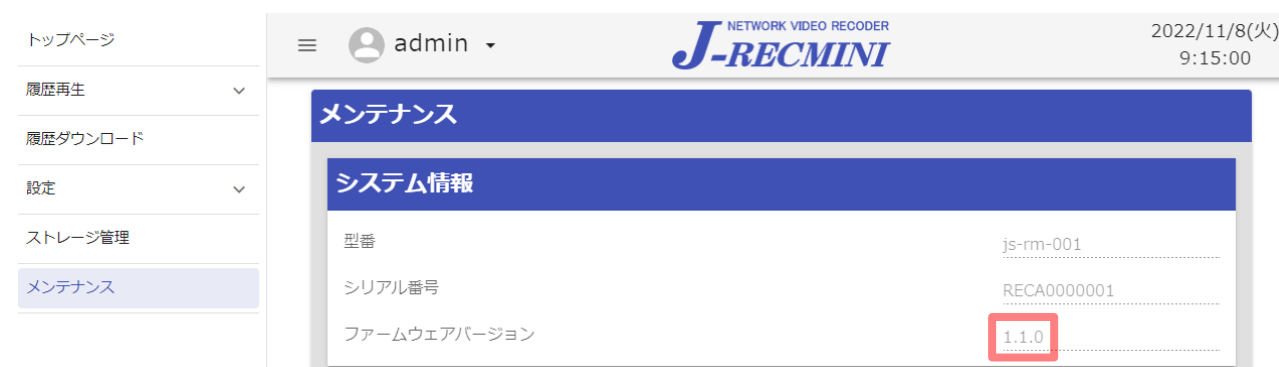 トップページ
履歴再生
履歴ダウンロード
設定
ストレージ管理
メンテナンス
admin
NETWORK VIDEO RECODER
J-RECMINI
2022/11/8(火)
9:15:00
メンテナンス
システム情報
型番 js-rm-001
シリアル番号 RECA0000001
ファームウェアバージョン 1.1.0